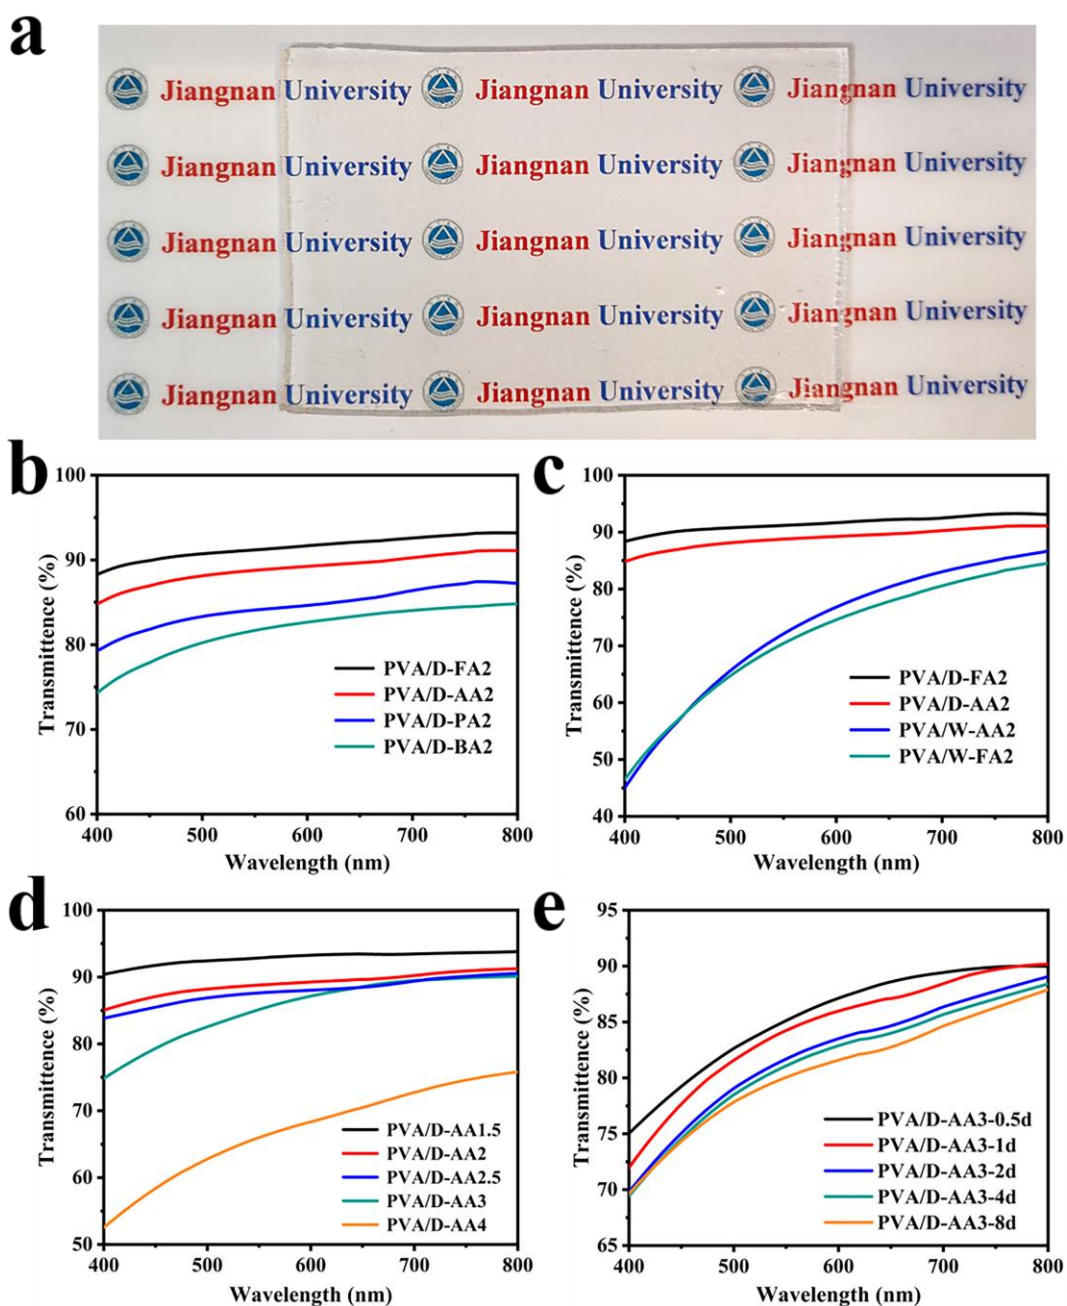 a
Jiangnan University Jiangnan University Jiangnan University
Jiangnan University Jiangnan University Jiangnan University
Jiangnan University Jiangnan University Jiangnan University
Jiangnan University Jiangnan University Jiangnan University
Jiangnan University Jiangnan University Jiangnan University
b
100
90
80
70
60
Transmittence (%)
PVA/D-FA2
PVA/D-AA2
PVA/D-PA2
PVA/D-BA2
400 500 600 700 800
Wavelength (nm)
c
100
90
80
70
60
50
40
Transmittence (%)
PVA/D-FA2
PVA/D-AA2
PVA/W-AA2
PVA/W-FA2
400 500 600 700 800
Wavelength (nm)
d
100
90
80
70
60
50
Transmittence (%)
PVA/D-AA1.5
PVA/D-AA2
PVA/D-AA2.5
PVA/D-AA3
PVA/D-AA4
400 500 600 700 800
Wavelength (nm)
e
95
90
85
80
75
70
65
Transmittence (%)
PVA/D-AA3-0.5d
PVA/D-AA3-1d
PVA/D-AA3-2d
PVA/D-AA3-4d
PVA/D-AA3-8d
400 500 600 700 800
Wavelength (nm)